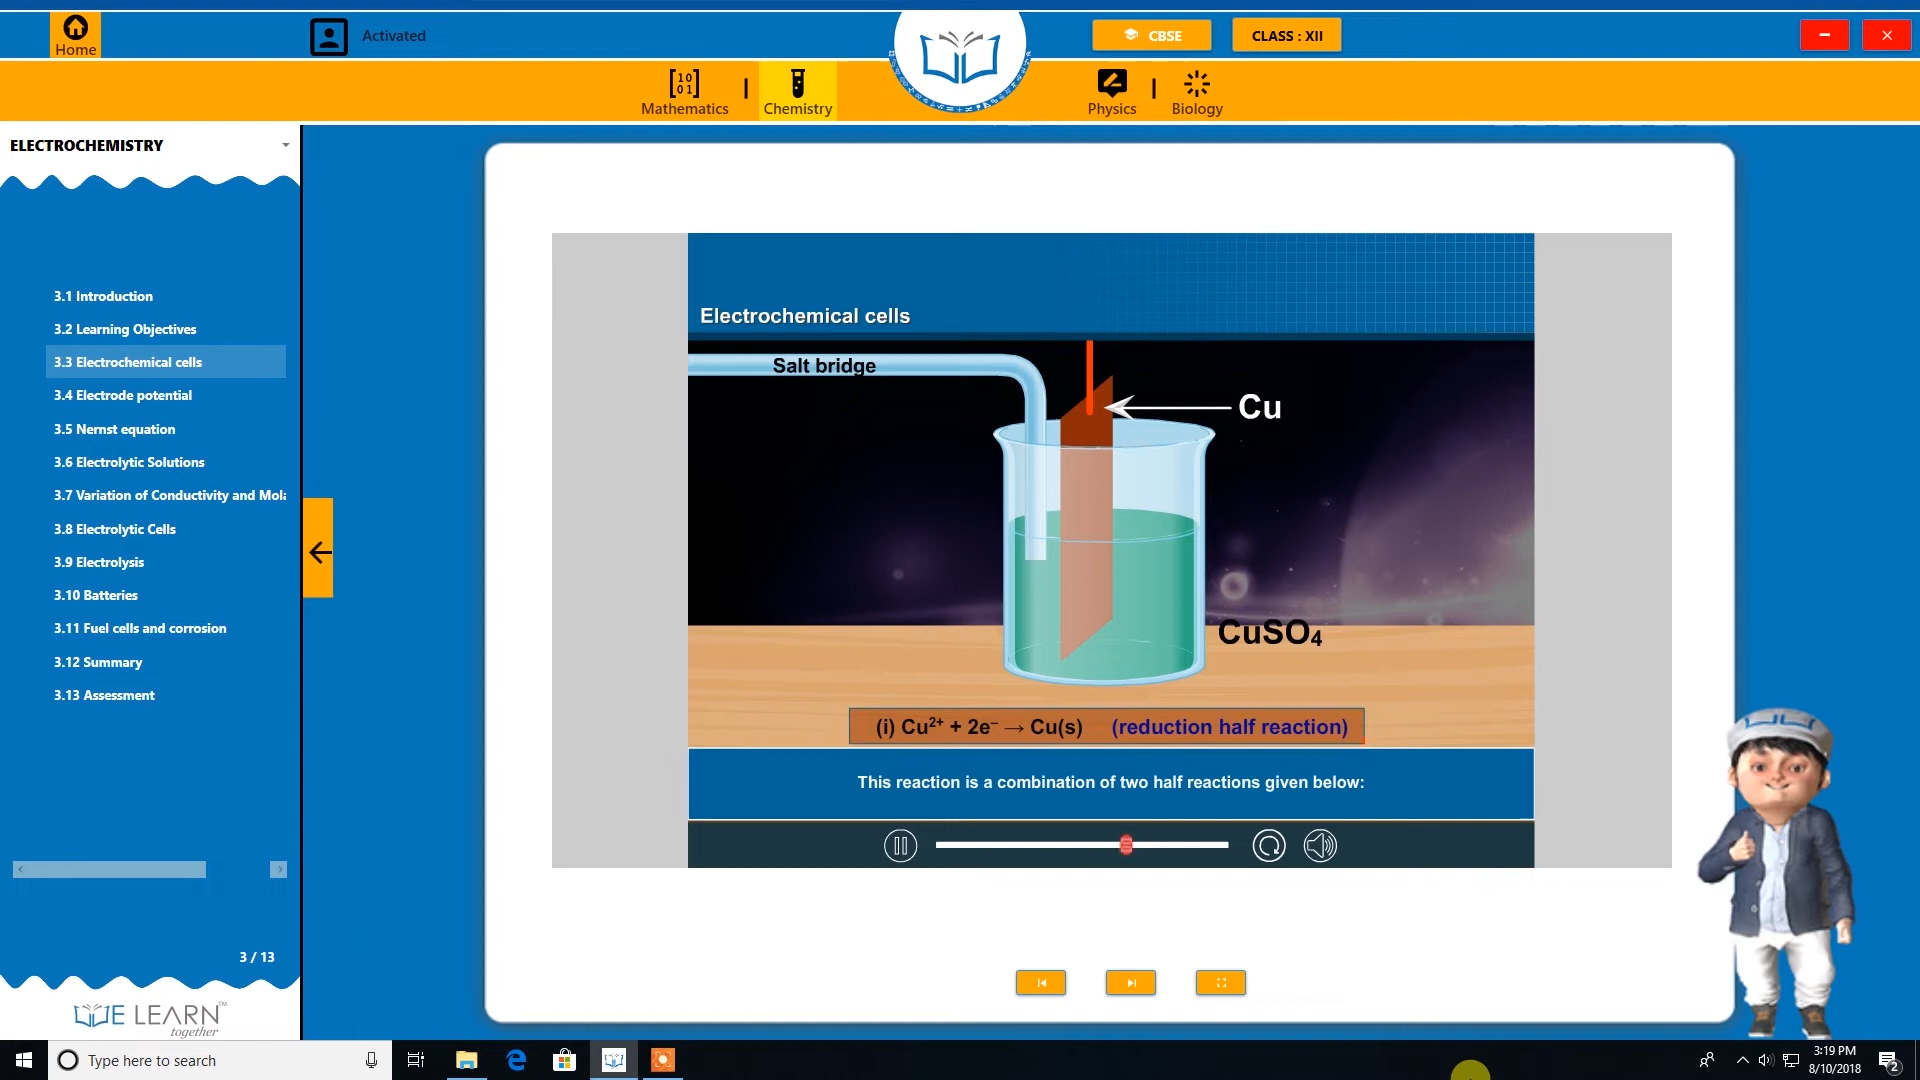 Home
Activated
CBSE
CLASS : XII
Mathematics
Chemistry
Physics
Biology
ELECTROCHEMISTRY
3.1 Introduction
3.2 Learning Objectives
3.3 Electrochemical cells
3.4 Electrode potential
3.5 Nernst equation
3.6 Electrolytic Solutions
3.7 Variation of Conductivity and Mola
3.8 Electrolytic Cells
3.9 Electrolysis
3.10 Batteries
3.11 Fuel cells and corrosion
3.12 Summary
3.13 Assessment
3 / 13
WE LEARN™
together
Electrochemical cells
Salt bridge
Cu
CuSO₄
(i) Cu²⁺ + 2e⁻ → Cu(s) (reduction half reaction)
This reaction is a combination of two half reactions given below:
Type here to search
3:19 PM
8/10/2018
2